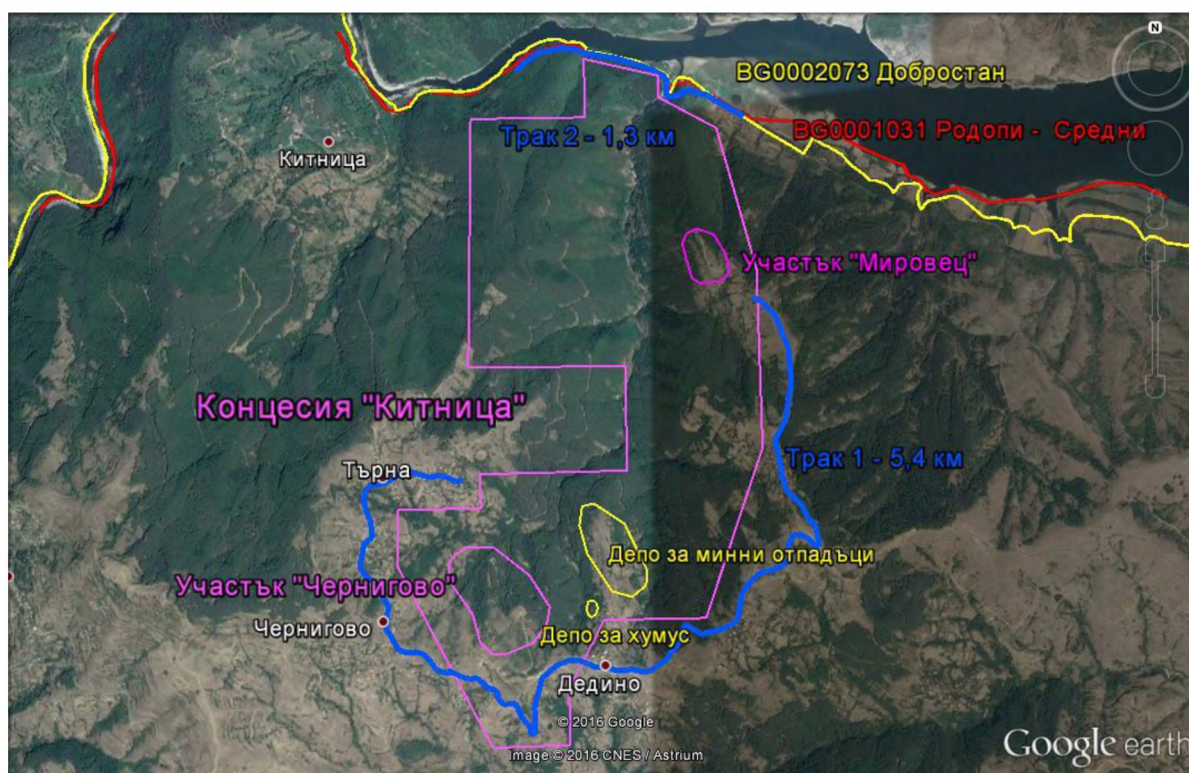 N
BG0002073 Добростан
BG0001031 Родопи - Средни
Трак 2 - 1,3 км
Китница
Участък "Мировец"
Концесия "Китница"
Трак 1 - 5,4 км
Търна
Депо за минни отпадъци
Участък "Чернигово"
Чернигово
Депо за хумус
Дедино
© 2016 Google
Image © 2016 CNES / Astrium
Google earth